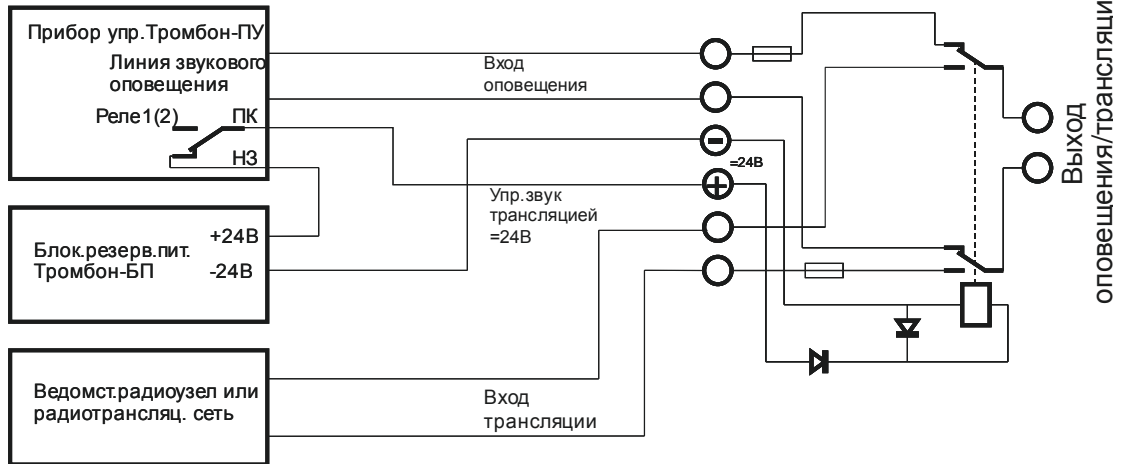 Прибор упр.Тромбон-ПУ
Линия звукового
оповещения
Реле1(2)
ПК
НЗ
+24В
Блок.резерв.пит.
Тромбон-БП
-24В
Ведомст.радиоузел или
радиотрансляц. сеть
Вход
оповещения
Упр.звук
трансляцией
=24В
Вход
трансляции
-
=24В
+
Выход
оповещения/трансляци